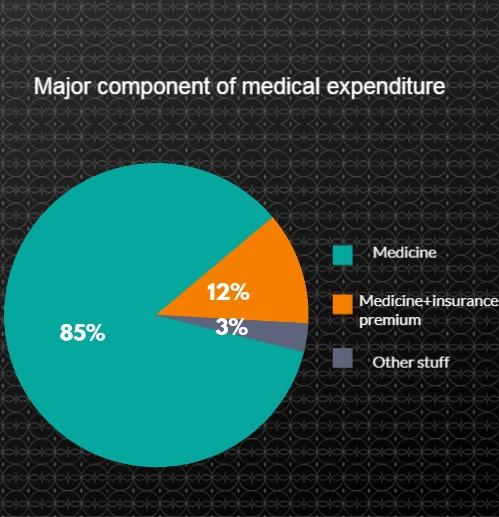 Major component of medical expenditure
12%
3%
85%
Medicine
Medicine+insurance
premium
Other stuff